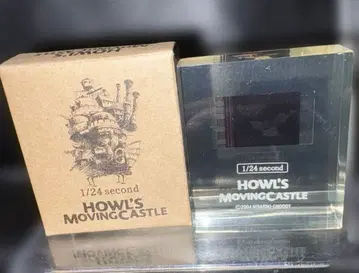 1/24 second
HOWL'S
MOVING CASTLE
1/24 second
HOWL'S
MOVING CASTLE